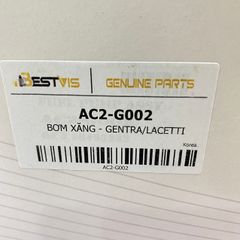 BESTVIS GENUINE PARTS
AC2-G002
BƠM XĂNG - GENTRA/LACETTI
Korea
AC2-G002